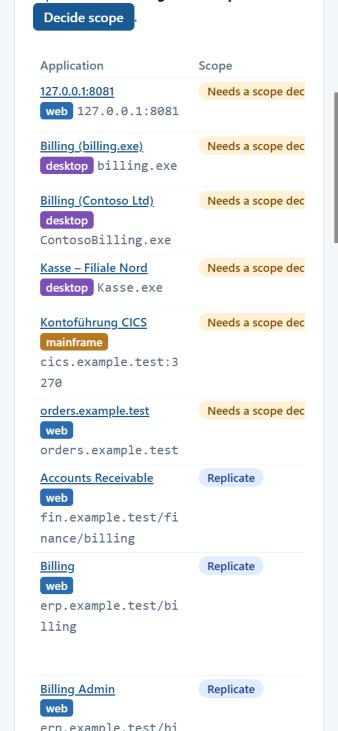 Decide scope.
Application Scope
127.0.0.1:8081 Needs a scope dec
web 127.0.0.1:8081
Billing (billing.exe) Needs a scope dec
desktop billing.exe
Billing (Contoso Ltd) Needs a scope dec
desktop
ContosoBilling.exe
Kasse – Filiale Nord Needs a scope dec
desktop Kasse.exe
Kontoführung CICS Needs a scope dec
mainframe
cics.example.test:3
270
orders.example.test Needs a scope dec
web
orders.example.test
Accounts Receivable Replicate
web
fin.example.test/fi
nance/billing
Billing Replicate
web
erp.example.test/bi
lling
Billing Admin Replicate
web
erp.example.test/bi